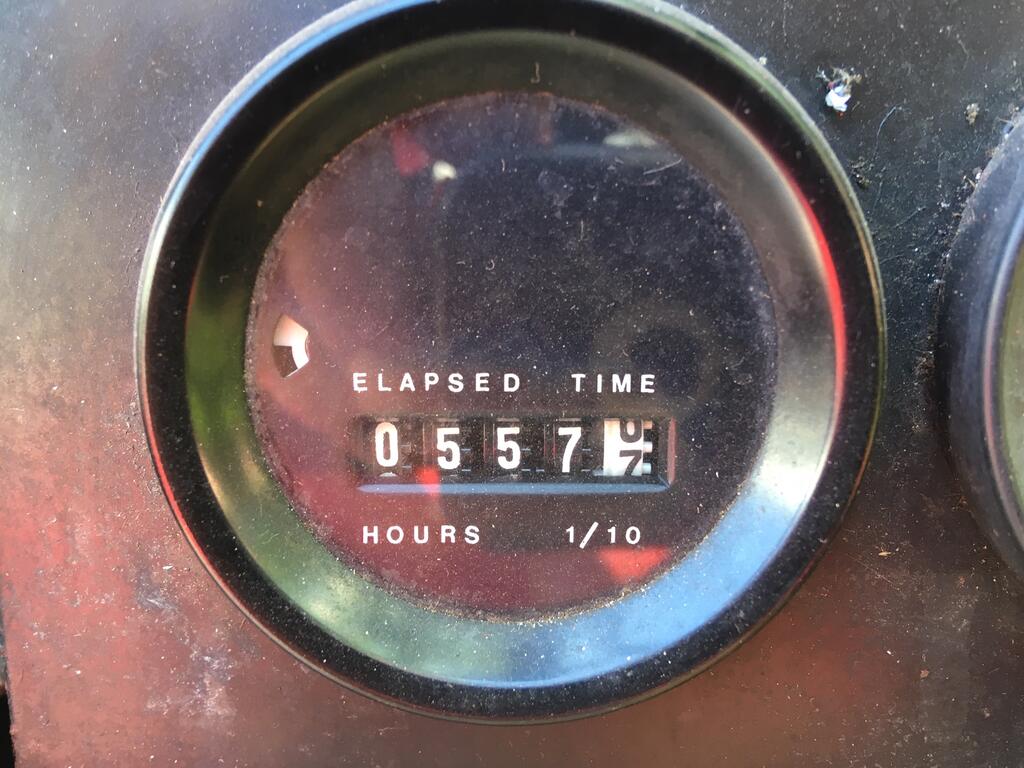 ELAPSED TIME
0557
HOURS 1/10